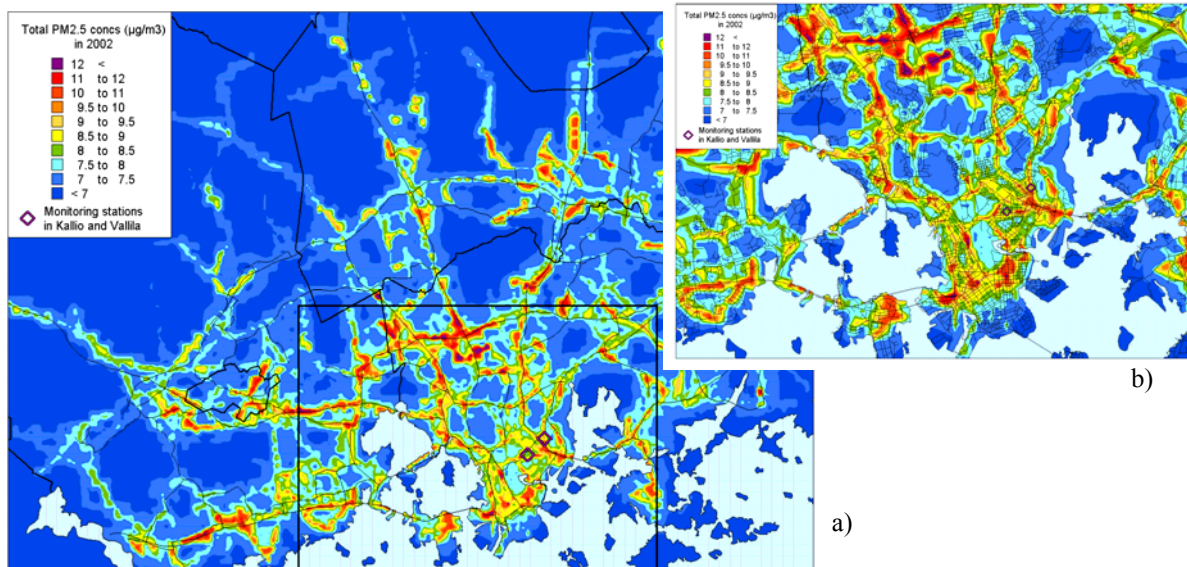 Total PM2.5 concs (µg/m3)
in 2002
12 <
11 to 12
10 to 11
9.5 to 10
9 to 9.5
8.5 to 9
8 to 8.5
7.5 to 8
7 to 7.5
< 7
Monitoring stations
in Kallio and Vallila
a)
Total PM2.5 concs (µg/m3)
in 2002
12 <
11 to 12
10 to 11
9.5 to 10
9 to 9.5
8.5 to 9
8 to 8.5
7.5 to 8
7 to 7.5
< 7
Monitoring stations
in Kallio and Vallila
b)